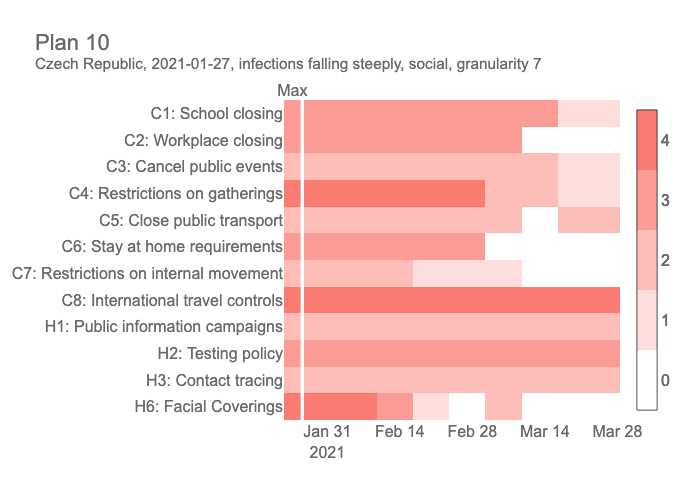 Plan 10
Czech Republic, 2021-01-27, infections falling steeply, social, granularity 7
Max
C1: School closing
C2: Workplace closing
C3: Cancel public events
C4: Restrictions on gatherings
C5: Close public transport
C6: Stay at home requirements
C7: Restrictions on internal movement
C8: International travel controls
H1: Public information campaigns
H2: Testing policy
H3: Contact tracing
H6: Facial Coverings
Jan 31 Feb 14 Feb 28 Mar 14 Mar 28
2021
4
3
2
1
0